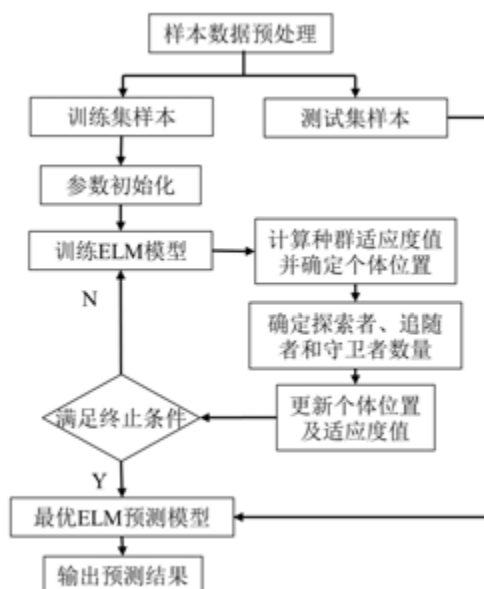 样本数据预处理
训练集样本
测试集样本
参数初始化
训练ELM模型
计算种群适应度值
并确定个体位置
N
确定探索者、追随
者和守卫者数量
满足终止条件
更新个体位置
及适应度值
Y
最优ELM预测模型
输出预测结果